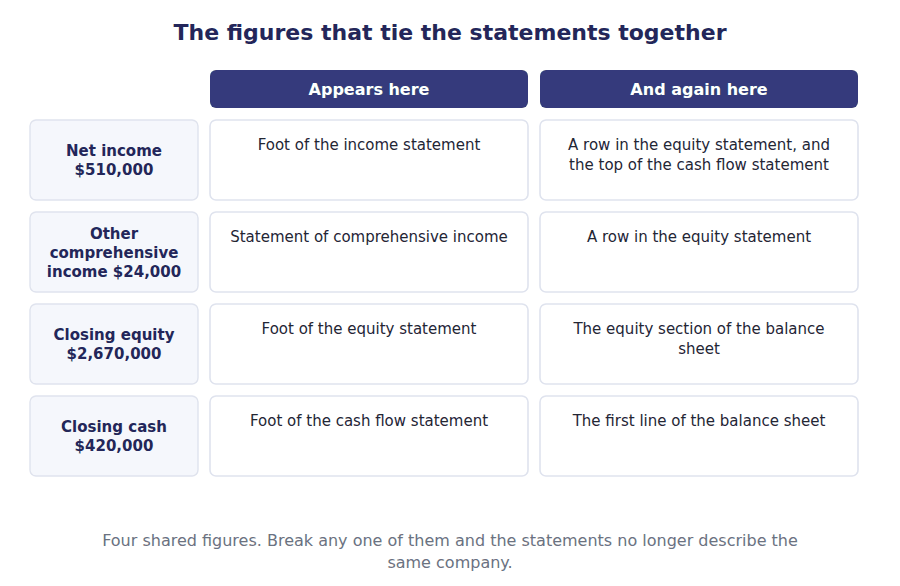 The figures that tie the statements together
Appears here
And again here
Net income
$510,000
Foot of the income statement
A row in the equity statement, and
the top of the cash flow statement
Other
comprehensive
income $24,000
Statement of comprehensive income
A row in the equity statement
Closing equity
$2,670,000
Foot of the equity statement
The equity section of the balance
sheet
Closing cash
$420,000
Foot of the cash flow statement
The first line of the balance sheet
Four shared figures. Break any one of them and the statements no longer describe the
same company.